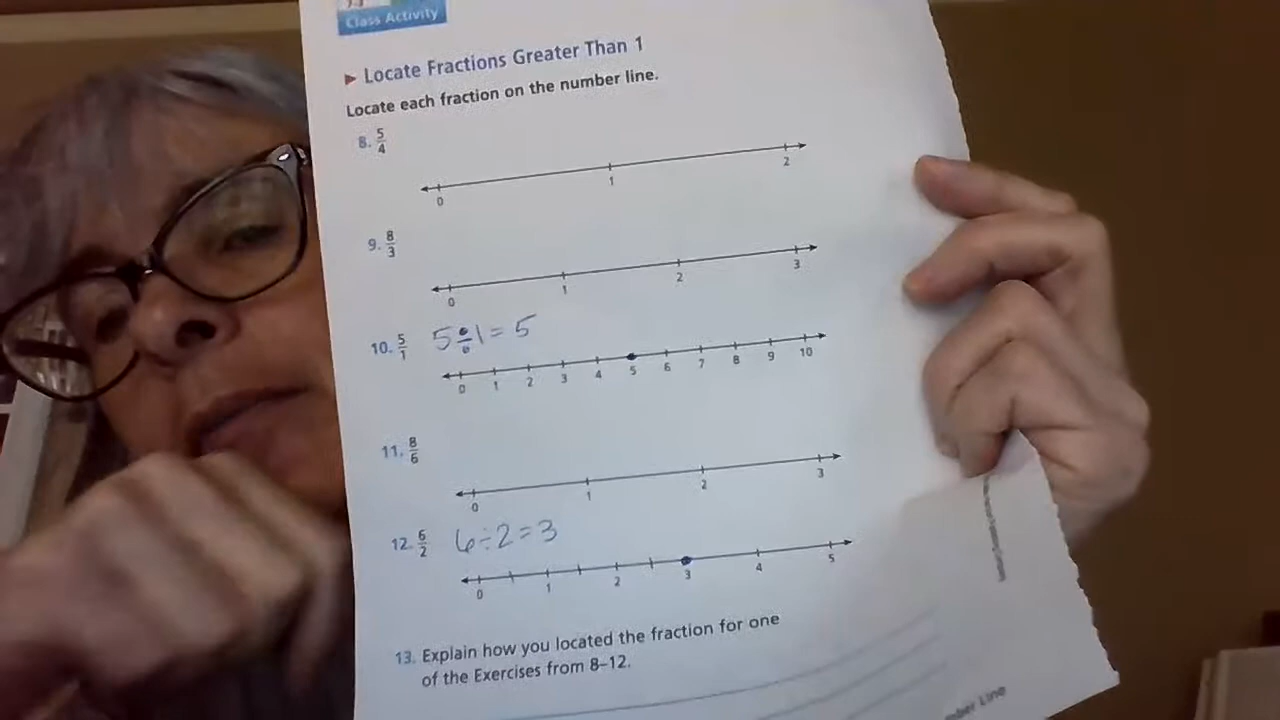 Class Activity
Locate Fractions Greater Than 1
Locate each fraction on the number line.
8. 5/4
0 1 2
9. 8/3
0 1 2 3
10. 5/1 5÷1=5
0 1 2 3 4 5 6 7 8 9 10
11. 8/6
0 1 2 3
12. 6/2 6÷2=3
0 1 2 3 4 5
13. Explain how you located the fraction for one
of the Exercises from 8–12.
Line